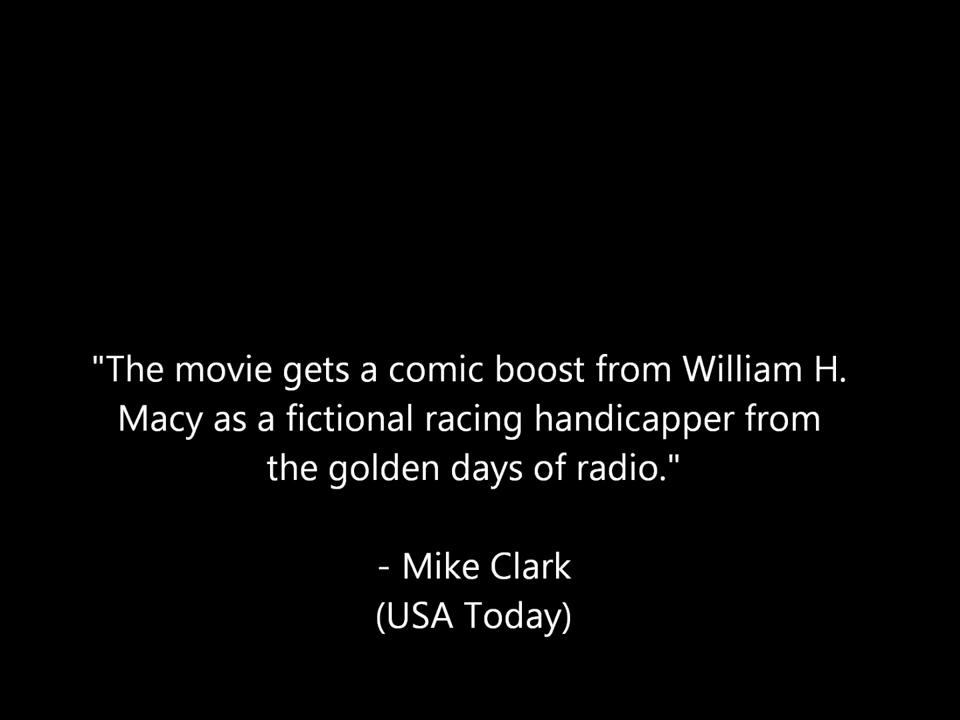 "The movie gets a comic boost from William H.
Macy as a fictional racing handicapper from
the golden days of radio."
- Mike Clark
(USA Today)